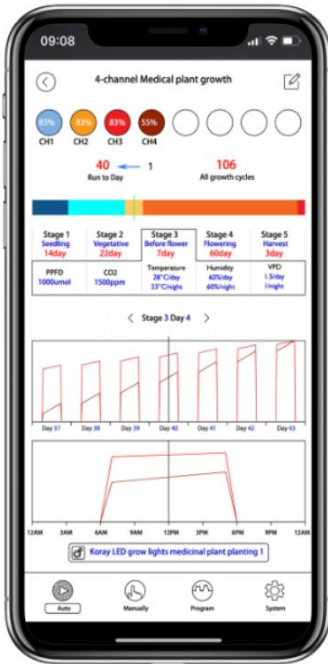 09:08
4-channel Medical plant growth
83% 83% 83% 55%
CH1 CH2 CH3 CH4
40 1 106
Run to Day All growth cycles
Stage 1 Stage 2 Stage 3 Stage 4 Stage 5
Seedling Vegetative Before flower Flowering Harvest
14day 22day 7day 60day 3day
PPFD CO2 Temperature Humidity VPD
1000umol 1500ppm 28°C/day 60%/day 1.5/day
23°C/night 60%/night 1/night
Stage 3 Day 4
Day 37 Day 38 Day 39 Day 40 Day 41 Day 42 Day 43
12AM 3AM 6AM 9AM 12PM 3PM 6PM 9PM 12AM
Koray LED grow lights medicinal plant planting 1
Auto Manually Program System